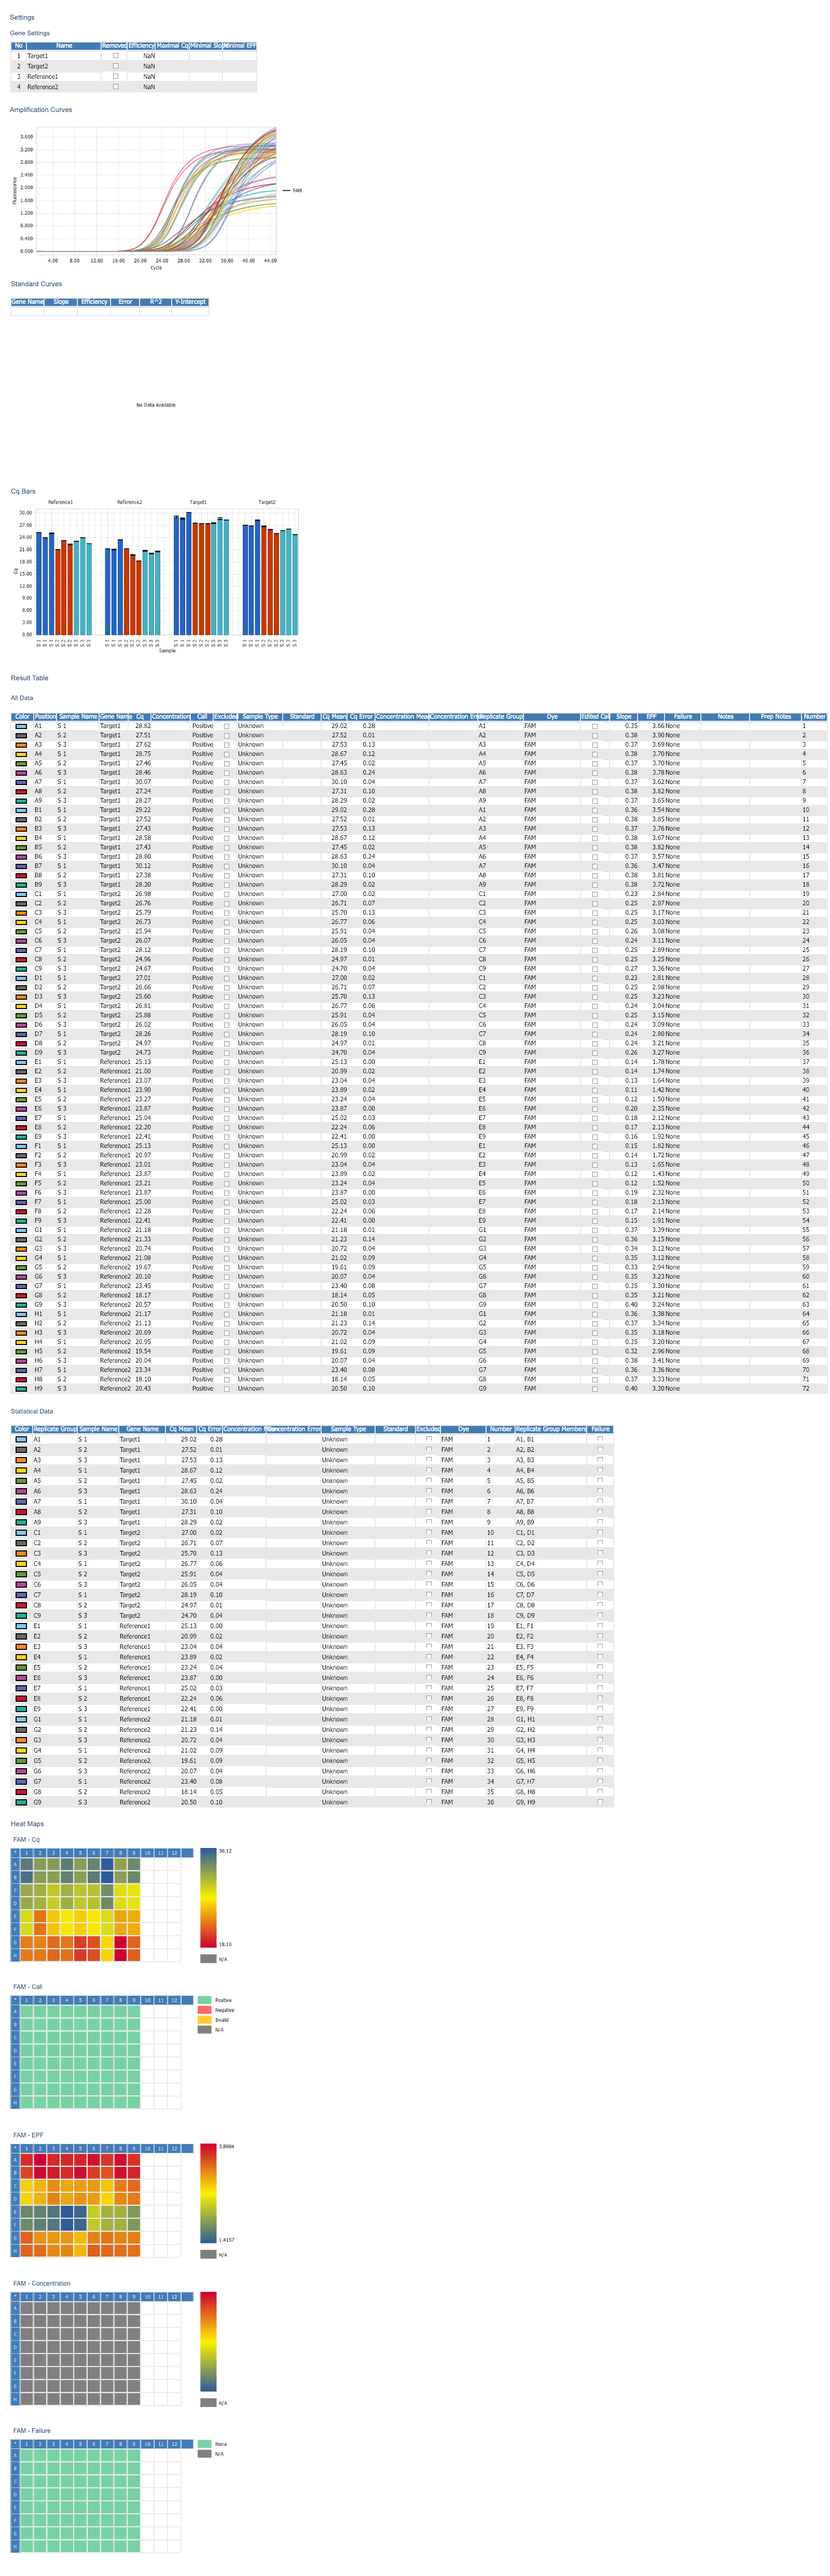 Settings
Gene Settings
No Name Removed Efficiency Maximal Cq Minimal Slope Minimal EPF
1 Target1 NaN
2 Target2 NaN
3 Reference1 NaN
4 Reference2 NaN
Amplification Curves
3.600
3.200
2.800
2.400
2.000
1.600
1.200
0.800
0.400
0.000
Fluorescence
FAM
4.00 8.00 12.00 16.00 20.00 24.00 28.00 32.00 36.00 40.00 44.00
Cycle
Standard Curves
Gene Name Slope Efficiency Error R^2 Y-Intercept
No Data Available
Cq Bars
Reference1 Reference2 Target1 Target2
30.00
27.00
24.00
21.00
18.00
15.00
12.00
9.00
6.00
3.00
0.00
Cq
S 1 S 1 S 1 S 2 S 2 S 2 S 3 S 3 S 3 S 1 S 1 S 1 S 2 S 2 S 2 S 3 S 3 S 3 S 1 S 1 S 1 S 2 S 2 S 2 S 3 S 3 S 3 S 1 S 1 S 1 S 2 S 2 S 2 S 3 S 3 S 3
Sample
Result Table
All Data
Color Position Sample Name Gene Name Cq Concentration Call Excluded Sample Type Standard Cq Mean Cq Error Concentration Mean Concentration Error Replicate Group Dye Edited Call Slope EPF Failure Notes Prep Notes Number
A1 S 1 Target1 28.82 Positive Unknown 29.02 0.28 A1 FAM 0.35 3.66 None 1
A2 S 2 Target1 27.51 Positive Unknown 27.52 0.01 A2 FAM 0.38 3.90 None 2
A3 S 3 Target1 27.62 Positive Unknown 27.53 0.13 A3 FAM 0.37 3.69 None 3
A4 S 1 Target1 28.75 Positive Unknown 28.67 0.12 A4 FAM 0.38 3.70 None 4
A5 S 2 Target1 27.46 Positive Unknown 27.45 0.02 A5 FAM 0.37 3.70 None 5
A6 S 3 Target1 28.46 Positive Unknown 28.63 0.24 A6 FAM 0.38 3.78 None 6
A7 S 1 Target1 30.07 Positive Unknown 30.10 0.04 A7 FAM 0.37 3.62 None 7
A8 S 2 Target1 27.24 Positive Unknown 27.31 0.10 A8 FAM 0.38 3.82 None 8
A9 S 3 Target1 28.27 Positive Unknown 28.29 0.02 A9 FAM 0.37 3.65 None 9
B1 S 1 Target1 29.22 Positive Unknown 29.02 0.28 A1 FAM 0.36 3.54 None 10
B2 S 2 Target1 27.52 Positive Unknown 27.52 0.01 A2 FAM 0.38 3.85 None 11
B3 S 3 Target1 27.43 Positive Unknown 27.53 0.13 A3 FAM 0.37 3.76 None 12
B4 S 1 Target1 28.58 Positive Unknown 28.67 0.12 A4 FAM 0.38 3.67 None 13
B5 S 2 Target1 27.43 Positive Unknown 27.45 0.02 A5 FAM 0.38 3.82 None 14
B6 S 3 Target1 28.80 Positive Unknown 28.63 0.24 A6 FAM 0.37 3.57 None 15
B7 S 1 Target1 30.12 Positive Unknown 30.10 0.04 A7 FAM 0.36 3.47 None 16
B8 S 2 Target1 27.38 Positive Unknown 27.31 0.10 A8 FAM 0.38 3.81 None 17
B9 S 3 Target1 28.30 Positive Unknown 28.29 0.02 A9 FAM 0.38 3.72 None 18
C1 S 1 Target2 26.98 Positive Unknown 27.00 0.02 C1 FAM 0.23 2.84 None 19
C2 S 2 Target2 26.76 Positive Unknown 26.71 0.07 C2 FAM 0.25 2.97 None 20
C3 S 3 Target2 25.79 Positive Unknown 25.70 0.13 C3 FAM 0.25 3.17 None 21
C4 S 1 Target2 26.73 Positive Unknown 26.77 0.06 C4 FAM 0.25 3.03 None 22
C5 S 2 Target2 25.94 Positive Unknown 25.91 0.04 C5 FAM 0.26 3.08 None 23
C6 S 3 Target2 26.07 Positive Unknown 26.05 0.04 C6 FAM 0.24 3.11 None 24
C7 S 1 Target2 28.12 Positive Unknown 28.19 0.10 C7 FAM 0.25 2.89 None 25
C8 S 2 Target2 24.96 Positive Unknown 24.97 0.01 C8 FAM 0.25 3.25 None 26
C9 S 3 Target2 24.67 Positive Unknown 24.70 0.04 C9 FAM 0.27 3.36 None 27
D1 S 1 Target2 27.01 Positive Unknown 27.00 0.02 C1 FAM 0.23 2.81 None 28
D2 S 2 Target2 26.66 Positive Unknown 26.71 0.07 C2 FAM 0.25 2.98 None 29
D3 S 3 Target2 25.60 Positive Unknown 25.70 0.13 C3 FAM 0.25 3.23 None 30
D4 S 1 Target2 26.81 Positive Unknown 26.77 0.06 C4 FAM 0.24 3.04 None 31
D5 S 2 Target2 25.88 Positive Unknown 25.91 0.04 C5 FAM 0.25 3.15 None 32
D6 S 3 Target2 26.02 Positive Unknown 26.05 0.04 C6 FAM 0.24 3.09 None 33
D7 S 1 Target2 28.26 Positive Unknown 28.19 0.10 C7 FAM 0.24 2.80 None 34
D8 S 2 Target2 24.97 Positive Unknown 24.97 0.01 C8 FAM 0.24 3.21 None 35
D9 S 3 Target2 24.73 Positive Unknown 24.70 0.04 C9 FAM 0.26 3.27 None 36
E1 S 1 Reference1 25.13 Positive Unknown 25.13 0.00 E1 FAM 0.14 1.78 None 37
E2 S 2 Reference1 21.00 Positive Unknown 20.99 0.02 E2 FAM 0.14 1.74 None 38
E3 S 3 Reference1 23.07 Positive Unknown 23.04 0.04 E3 FAM 0.13 1.64 None 39
E4 S 1 Reference1 23.90 Positive Unknown 23.89 0.02 E4 FAM 0.11 1.42 None 40
E5 S 2 Reference1 23.27 Positive Unknown 23.24 0.04 E5 FAM 0.12 1.50 None 41
E6 S 3 Reference1 23.87 Positive Unknown 23.87 0.00 E6 FAM 0.20 2.35 None 42
E7 S 1 Reference1 25.04 Positive Unknown 25.02 0.03 E7 FAM 0.18 2.12 None 43
E8 S 2 Reference1 22.20 Positive Unknown 22.24 0.06 E8 FAM 0.17 2.13 None 44
E9 S 3 Reference1 22.41 Positive Unknown 22.41 0.00 E9 FAM 0.16 1.92 None 45
F1 S 1 Reference1 25.13 Positive Unknown 25.13 0.00 E1 FAM 0.15 1.82 None 46
F2 S 2 Reference1 20.97 Positive Unknown 20.99 0.02 E2 FAM 0.14 1.72 None 47
F3 S 3 Reference1 23.01 Positive Unknown 23.04 0.04 E3 FAM 0.13 1.65 None 48
F4 S 1 Reference1 23.87 Positive Unknown 23.89 0.02 E4 FAM 0.12 1.43 None 49
F5 S 2 Reference1 23.21 Positive Unknown 23.24 0.04 E5 FAM 0.12 1.52 None 50
F6 S 3 Reference1 23.87 Positive Unknown 23.87 0.00 E6 FAM 0.19 2.32 None 51
F7 S 1 Reference1 25.00 Positive Unknown 25.02 0.03 E7 FAM 0.18 2.13 None 52
F8 S 2 Reference1 22.28 Positive Unknown 22.24 0.06 E8 FAM 0.17 2.14 None 53
F9 S 3 Reference1 22.41 Positive Unknown 22.41 0.00 E9 FAM 0.15 1.91 None 54
G1 S 1 Reference2 21.18 Positive Unknown 21.18 0.01 G1 FAM 0.37 3.39 None 55
G2 S 2 Reference2 21.33 Positive Unknown 21.23 0.14 G2 FAM 0.36 3.15 None 56
G3 S 3 Reference2 20.74 Positive Unknown 20.72 0.04 G3 FAM 0.34 3.12 None 57
G4 S 1 Reference2 21.08 Positive Unknown 21.02 0.09 G4 FAM 0.35 3.12 None 58
G5 S 2 Reference2 19.67 Positive Unknown 19.61 0.09 G5 FAM 0.33 2.94 None 59
G6 S 3 Reference2 20.10 Positive Unknown 20.07 0.04 G6 FAM 0.35 3.23 None 60
G7 S 1 Reference2 23.45 Positive Unknown 23.40 0.08 G7 FAM 0.35 3.30 None 61
G8 S 2 Reference2 18.17 Positive Unknown 18.14 0.05 G8 FAM 0.35 3.21 None 62
G9 S 3 Reference2 20.57 Positive Unknown 20.50 0.10 G9 FAM 0.40 3.24 None 63
H1 S 1 Reference2 21.17 Positive Unknown 21.18 0.01 G1 FAM 0.36 3.38 None 64
H2 S 2 Reference2 21.13 Positive Unknown 21.23 0.14 G2 FAM 0.37 3.34 None 65
H3 S 3 Reference2 20.69 Positive Unknown 20.72 0.04 G3 FAM 0.35 3.18 None 66
H4 S 1 Reference2 20.95 Positive Unknown 21.02 0.09 G4 FAM 0.35 3.20 None 67
H5 S 2 Reference2 19.54 Positive Unknown 19.61 0.09 G5 FAM 0.32 2.96 None 68
H6 S 3 Reference2 20.04 Positive Unknown 20.07 0.04 G6 FAM 0.38 3.41 None 69
H7 S 1 Reference2 23.34 Positive Unknown 23.40 0.08 G7 FAM 0.36 3.36 None 70
H8 S 2 Reference2 18.10 Positive Unknown 18.14 0.05 G8 FAM 0.37 3.33 None 71
H9 S 3 Reference2 20.43 Positive Unknown 20.50 0.10 G9 FAM 0.40 3.30 None 72
Statistical Data
Color Replicate Group Sample Name Gene Name Cq Mean Cq Error Concentration Mean Concentration Error Sample Type Standard Excluded Dye Number Replicate Group Members Failure
A1 S 1 Target1 29.02 0.28 Unknown FAM 1 A1, B1
A2 S 2 Target1 27.52 0.01 Unknown FAM 2 A2, B2
A3 S 3 Target1 27.53 0.13 Unknown FAM 3 A3, B3
A4 S 1 Target1 28.67 0.12 Unknown FAM 4 A4, B4
A5 S 2 Target1 27.45 0.02 Unknown FAM 5 A5, B5
A6 S 3 Target1 28.63 0.24 Unknown FAM 6 A6, B6
A7 S 1 Target1 30.10 0.04 Unknown FAM 7 A7, B7
A8 S 2 Target1 27.31 0.10 Unknown FAM 8 A8, B8
A9 S 3 Target1 28.29 0.02 Unknown FAM 9 A9, B9
C1 S 1 Target2 27.00 0.02 Unknown FAM 10 C1, D1
C2 S 2 Target2 26.71 0.07 Unknown FAM 11 C2, D2
C3 S 3 Target2 25.70 0.13 Unknown FAM 12 C3, D3
C4 S 1 Target2 26.77 0.06 Unknown FAM 13 C4, D4
C5 S 2 Target2 25.91 0.04 Unknown FAM 14 C5, D5
C6 S 3 Target2 26.05 0.04 Unknown FAM 15 C6, D6
C7 S 1 Target2 28.19 0.10 Unknown FAM 16 C7, D7
C8 S 2 Target2 24.97 0.01 Unknown FAM 17 C8, D8
C9 S 3 Target2 24.70 0.04 Unknown FAM 18 C9, D9
E1 S 1 Reference1 25.13 0.00 Unknown FAM 19 E1, F1
E2 S 2 Reference1 20.99 0.02 Unknown FAM 20 E2, F2
E3 S 3 Reference1 23.04 0.04 Unknown FAM 21 E3, F3
E4 S 1 Reference1 23.89 0.02 Unknown FAM 22 E4, F4
E5 S 2 Reference1 23.24 0.04 Unknown FAM 23 E5, F5
E6 S 3 Reference1 23.87 0.00 Unknown FAM 24 E6, F6
E7 S 1 Reference1 25.02 0.03 Unknown FAM 25 E7, F7
E8 S 2 Reference1 22.24 0.06 Unknown FAM 26 E8, F8
E9 S 3 Reference1 22.41 0.00 Unknown FAM 27 E9, F9
G1 S 1 Reference2 21.18 0.01 Unknown FAM 28 G1, H1
G2 S 2 Reference2 21.23 0.14 Unknown FAM 29 G2, H2
G3 S 3 Reference2 20.72 0.04 Unknown FAM 30 G3, H3
G4 S 1 Reference2 21.02 0.09 Unknown FAM 31 G4, H4
G5 S 2 Reference2 19.61 0.09 Unknown FAM 32 G5, H5
G6 S 3 Reference2 20.07 0.04 Unknown FAM 33 G6, H6
G7 S 1 Reference2 23.40 0.08 Unknown FAM 34 G7, H7
G8 S 2 Reference2 18.14 0.05 Unknown FAM 35 G8, H8
G9 S 3 Reference2 20.50 0.10 Unknown FAM 36 G9, H9
Heat Maps
FAM - Cq
* 1 2 3 4 5 6 7 8 9 10 11 12
A
B
C
D
E
F
G
H
30.12
18.10
N/A
FAM - Call
* 1 2 3 4 5 6 7 8 9 10 11 12
A
B
C
D
E
F
G
H
Positive
Negative
Invalid
N/A
FAM - EPF
* 1 2 3 4 5 6 7 8 9 10 11 12
A
B
C
D
E
F
G
H
3.8984
1.4157
N/A
FAM - Concentration
* 1 2 3 4 5 6 7 8 9 10 11 12
A
B
C
D
E
F
G
H
N/A
FAM - Failure
* 1 2 3 4 5 6 7 8 9 10 11 12
A
B
C
D
E
F
G
H
None
N/A